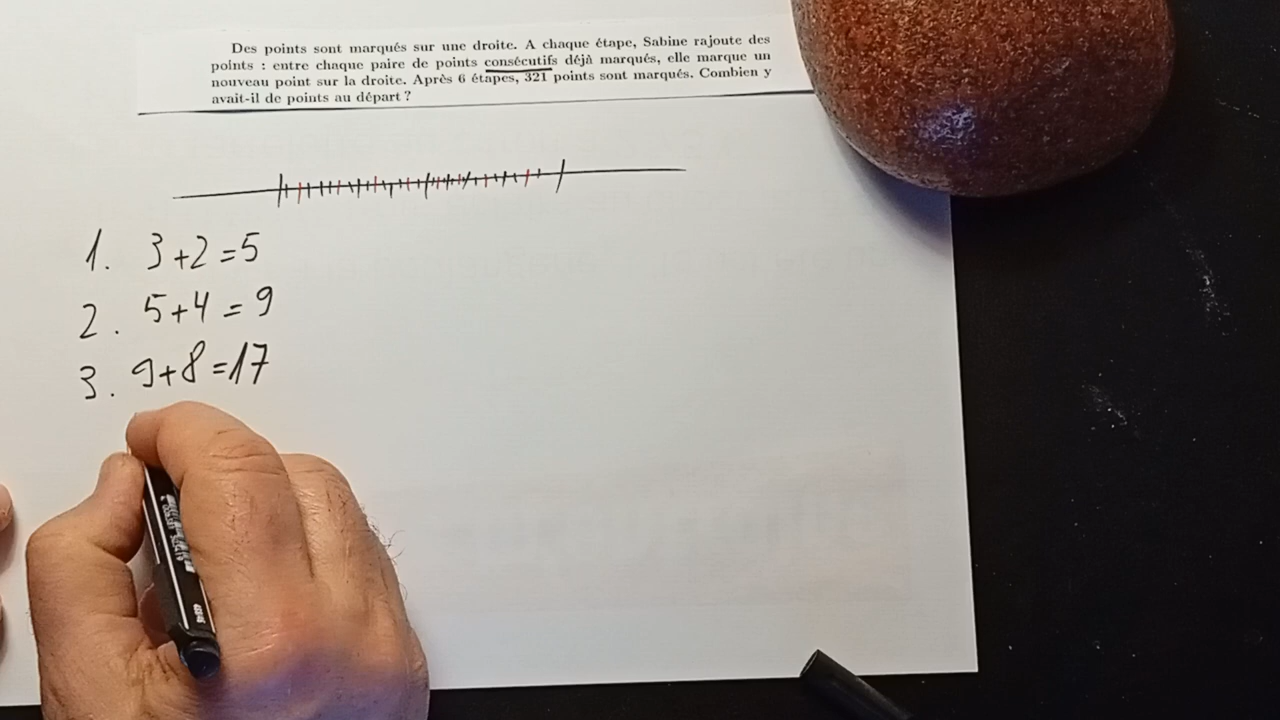 Des points sont marqués sur une droite. A chaque étape, Sabine rajoute des
points : entre chaque paire de points consécutifs déjà marqués, elle marque un
nouveau point sur la droite. Après 6 étapes, 321 points sont marqués. Combien y
avait-il de points au départ ?
1. 3+2=5
2. 5+4=9
3. 9+8=17